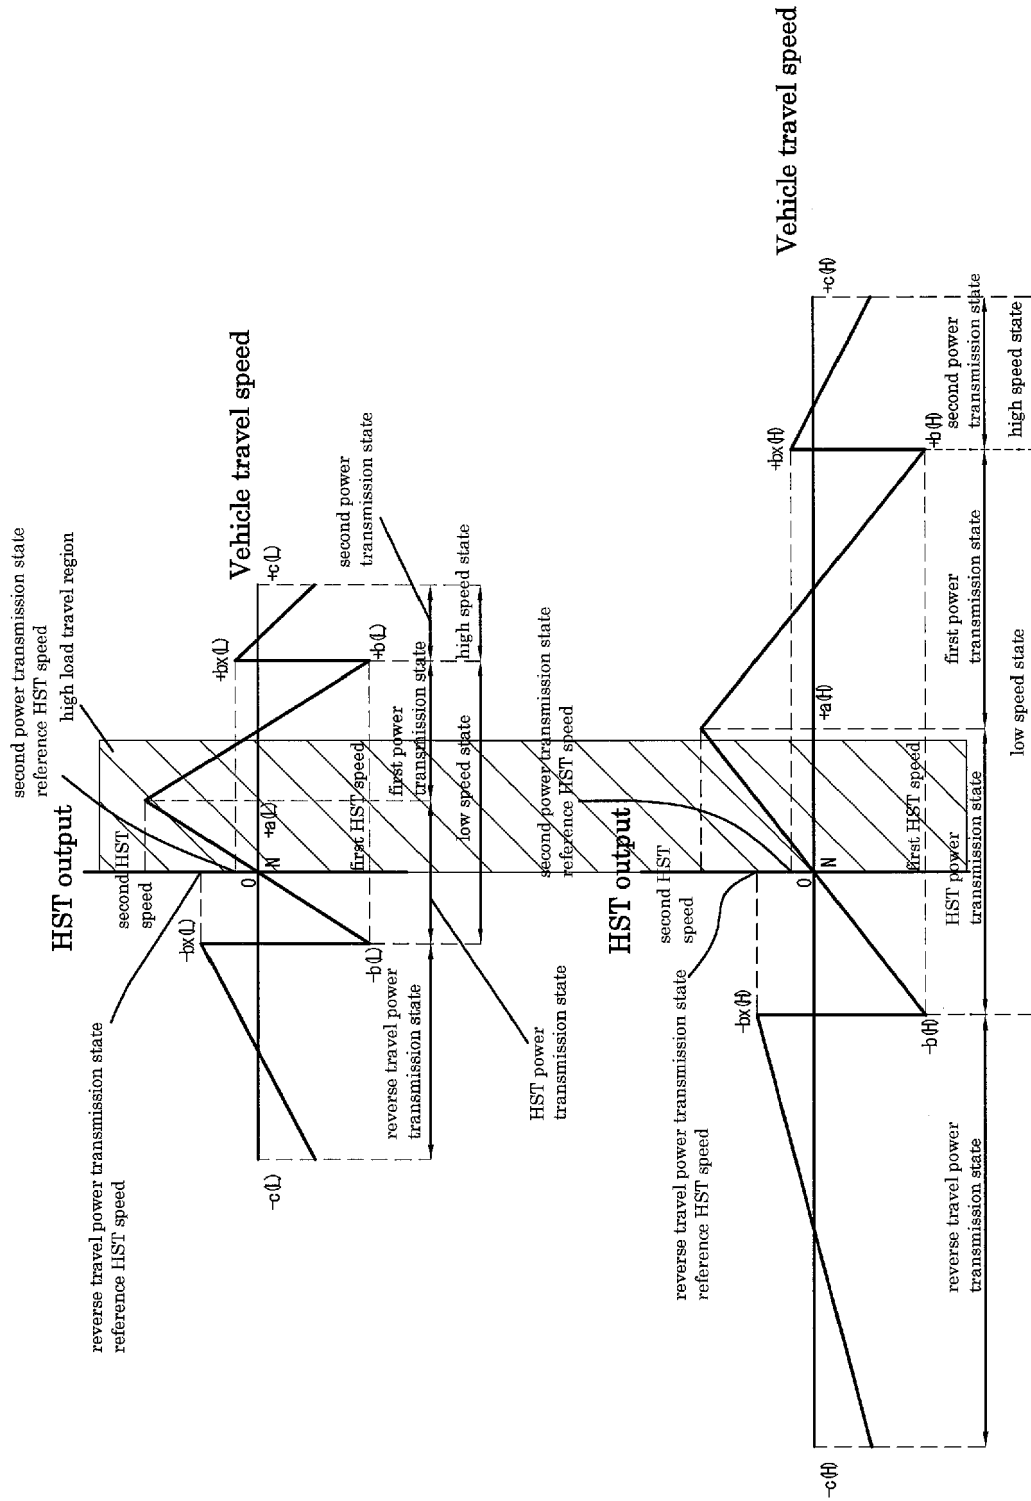 second power transmission state
reference HST speed
high load travel region
HST output
Vehicle travel speed
second HST
speed
reverse travel power transmission state
reference HST speed
-bx(L)
+bx(L)
-c(L)
0
N
+a(L)
+c(L)
-b(L)
+b(L)
first HST speed
second power
transmission state
reverse travel power
transmission state
first power
transmission state
low speed state
high speed state
HST power
transmission state
second power transmission state
reference HST speed
HST output
Vehicle travel speed
second HST
speed
reverse travel power transmission state
reference HST speed
-bx(H)
+bx(H)
-c(H)
0
N
+a(H)
+c(H)
-b(H)
+b(H)
first HST speed
reverse travel power
transmission state
HST power
transmission state
first power
transmission state
second power
transmission state
low speed state
high speed state